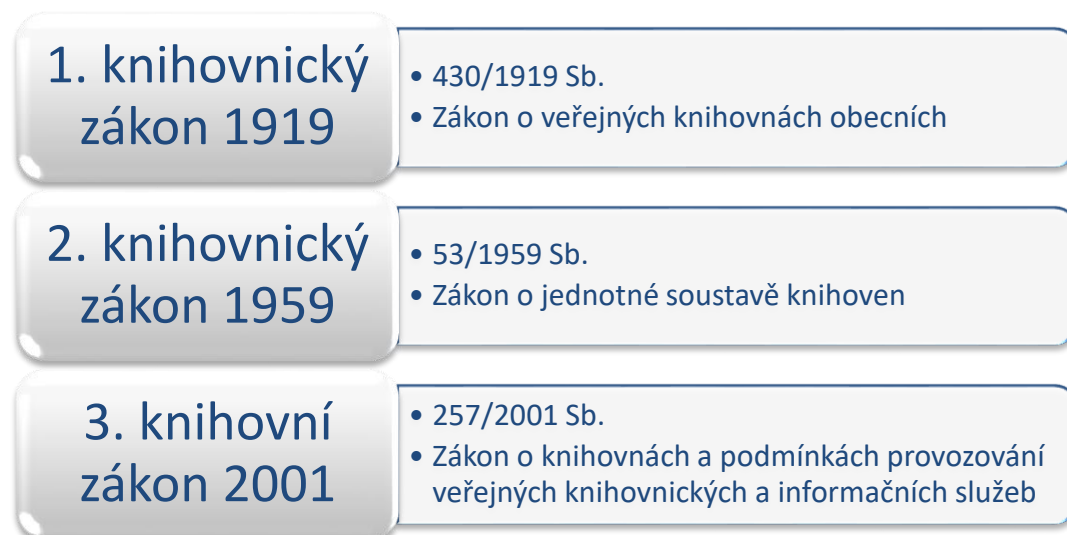 1. knihovnický
zákon 1919
• 430/1919 Sb.
• Zákon o veřejných knihovnách obecních
2. knihovnický
zákon 1959
• 53/1959 Sb.
• Zákon o jednotné soustavě knihoven
3. knihovní
zákon 2001
• 257/2001 Sb.
• Zákon o knihovnách a podmínkách provozování
veřejných knihovnických a informačních služeb